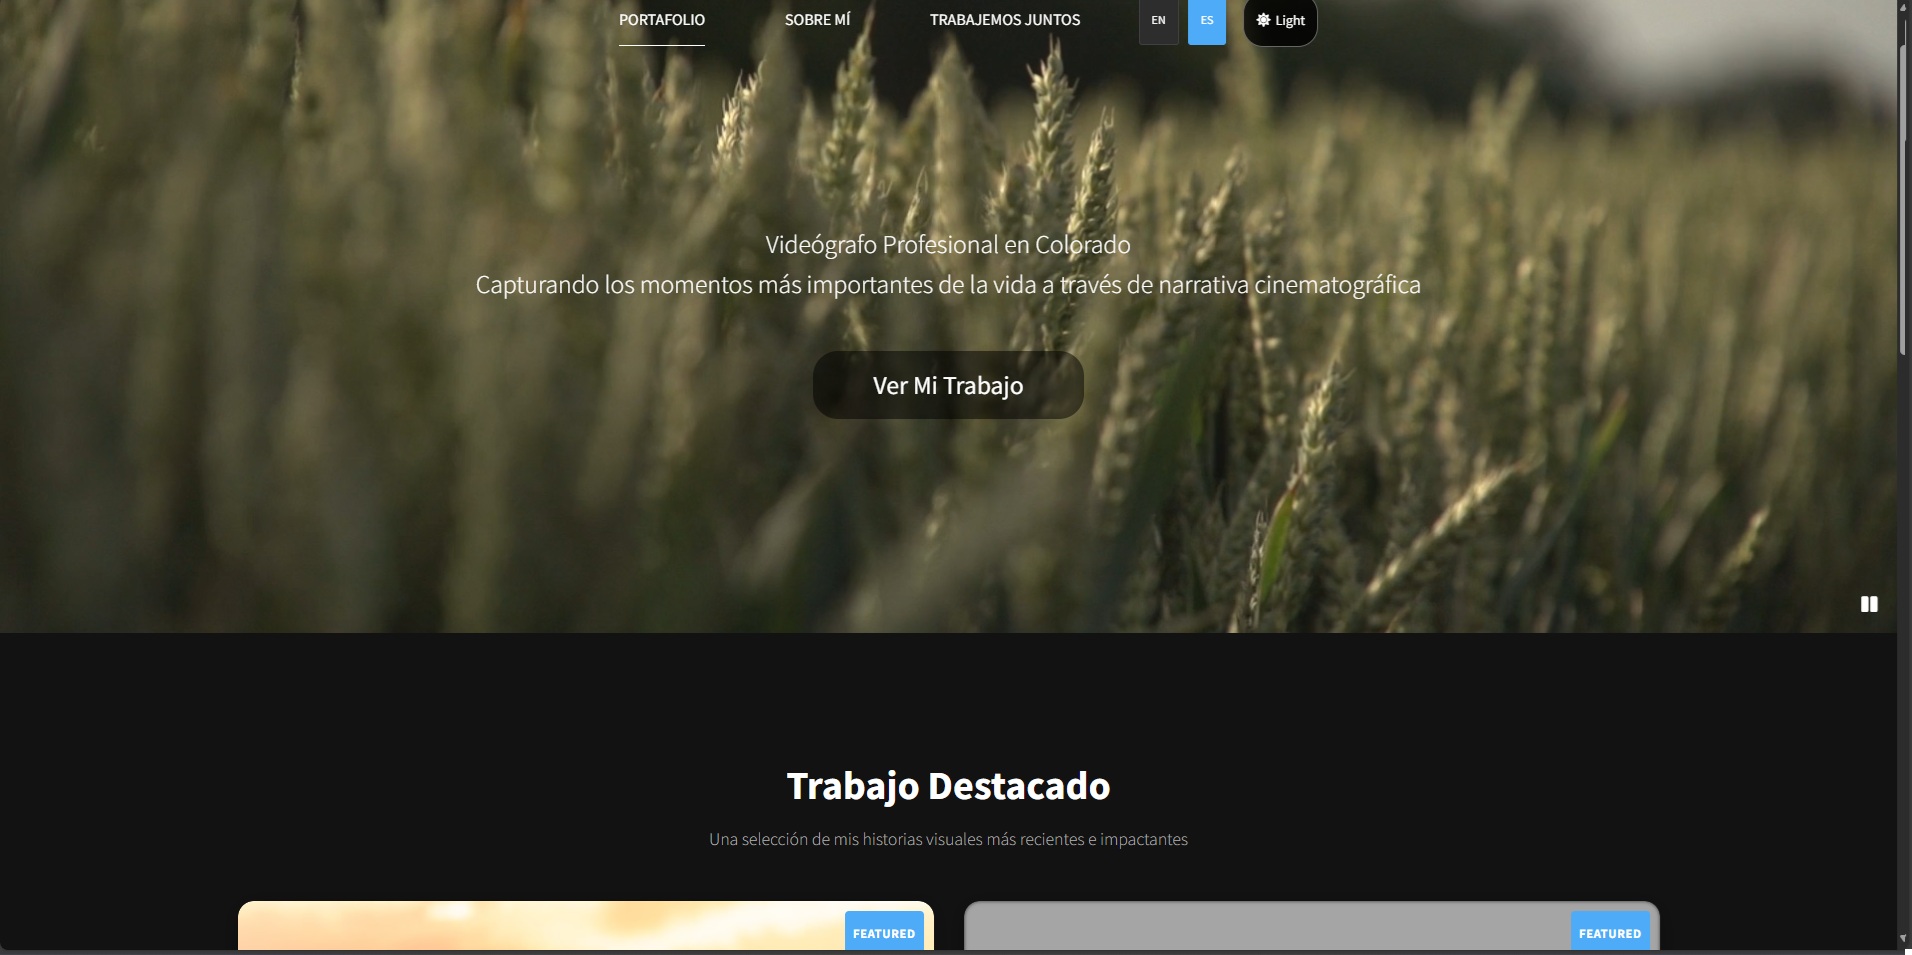 PORTAFOLIO SOBRE MÍ TRABAJEMOS JUNTOS EN ES Light
Videógrafo Profesional en Colorado
Capturando los momentos más importantes de la vida a través de narrativa cinematográfica
Ver Mi Trabajo
Trabajo Destacado
Una selección de mis historias visuales más recientes e impactantes
FEATURED FEATURED